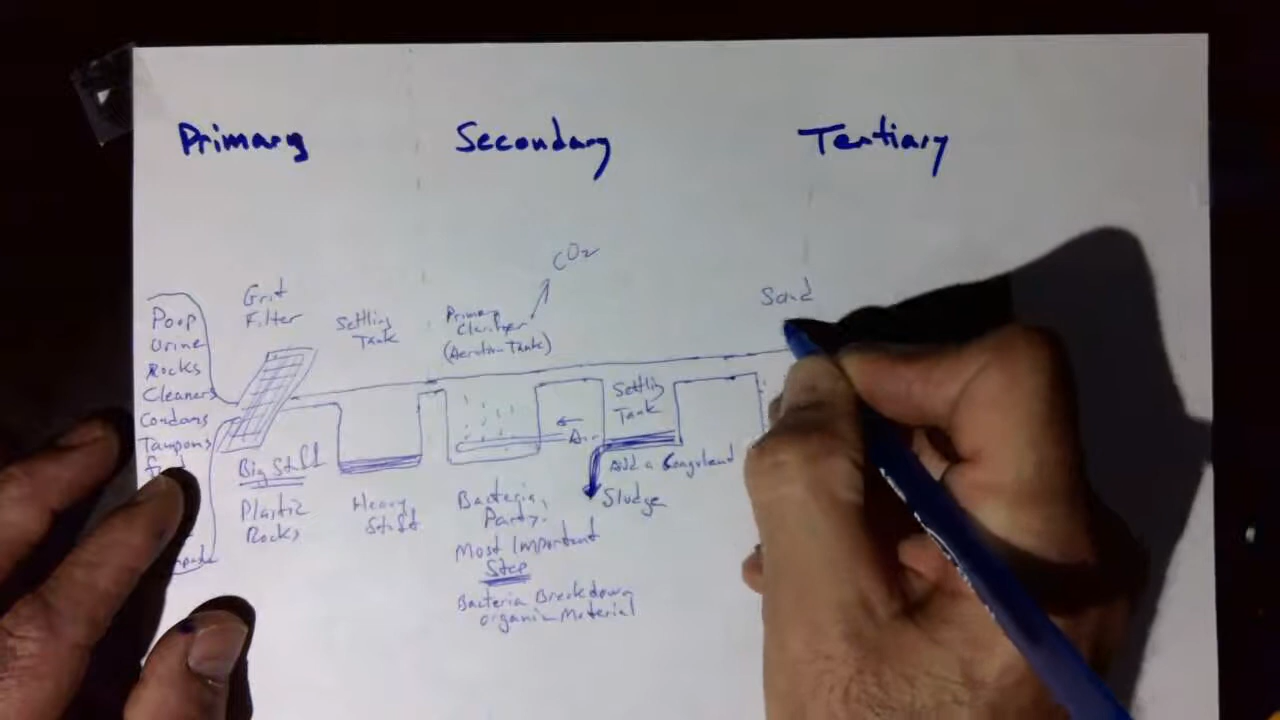 Primary
Secondary
Tertiary
CO2
Grit
Filter
Settling
Tank
Primary
Clarifier
(Aeration Tank)
Sand
Poop
Urine
Rocks
Cleaners
Condoms
Tampons
Big Stuff
Plastic
Rocks
Heavy
Stuff
Air
Settling
Tank
Add a Coagulant
Sludge
Bacteria
Party
Most Important
Step
Bacteria Breakdown
organic Material